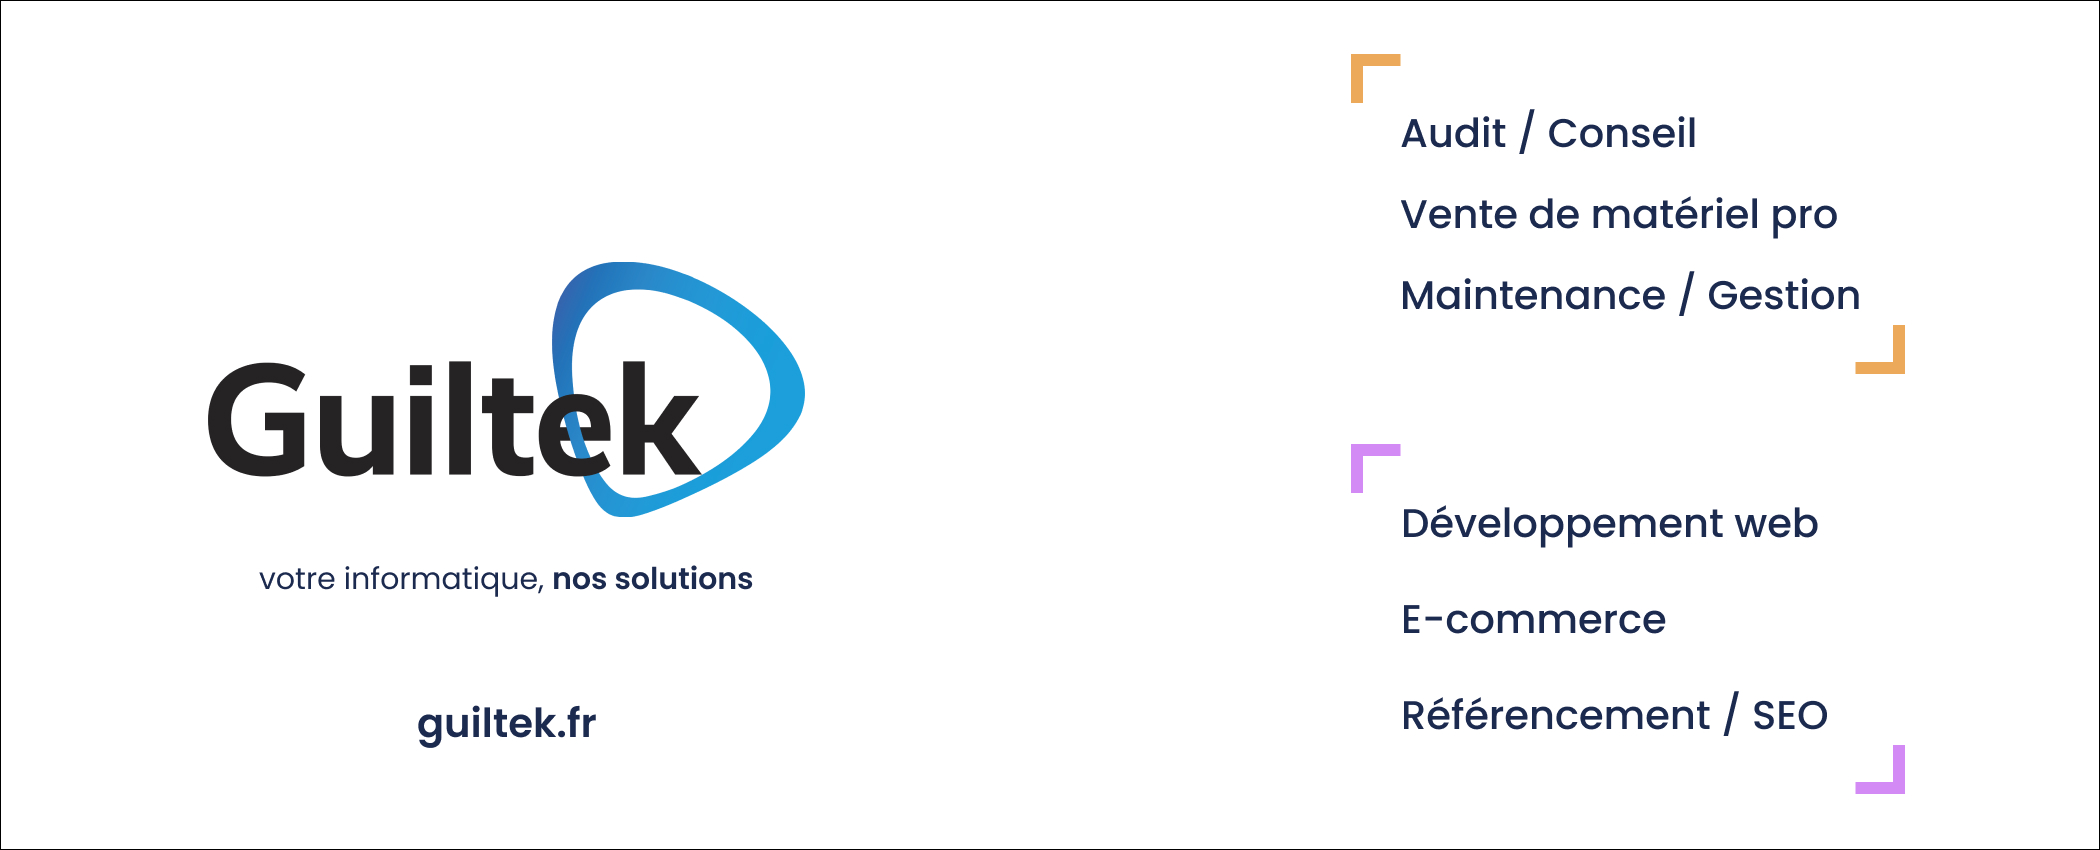 Guiltek
votre informatique, nos solutions
guiltek.fr
Audit / Conseil
Vente de matériel pro
Maintenance / Gestion
Développement web
E-commerce
Référencement / SEO